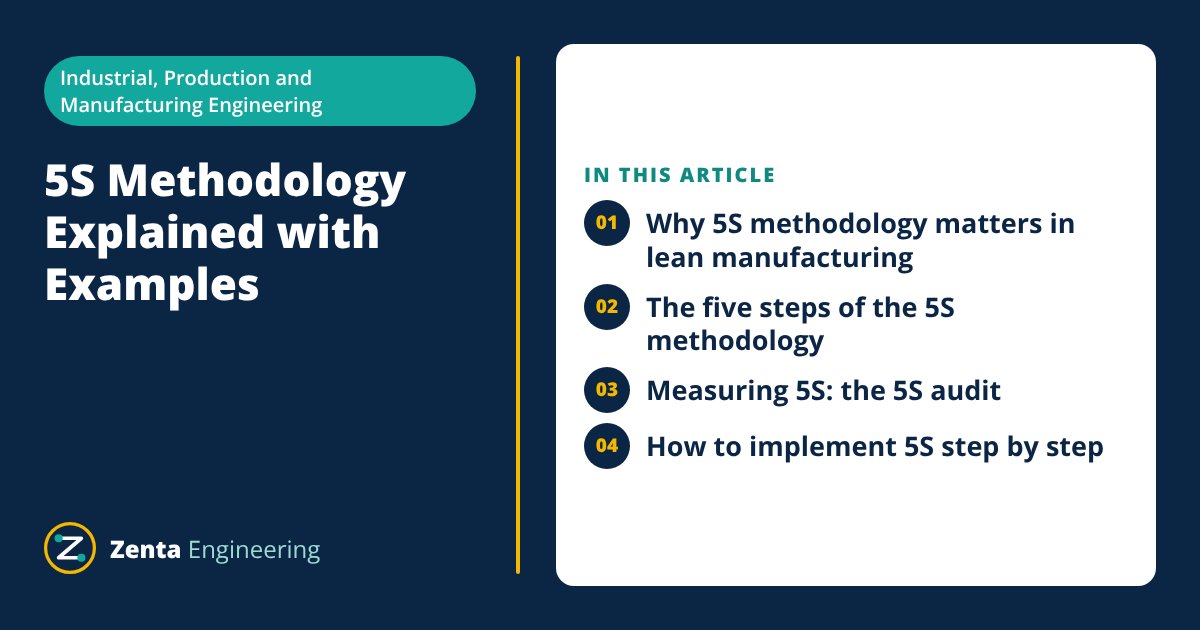 Industrial, Production and
Manufacturing Engineering
5S Methodology
Explained with
Examples
Zenta Engineering
IN THIS ARTICLE
01 Why 5S methodology matters in
lean manufacturing
02 The five steps of the 5S
methodology
03 Measuring 5S: the 5S audit
04 How to implement 5S step by step